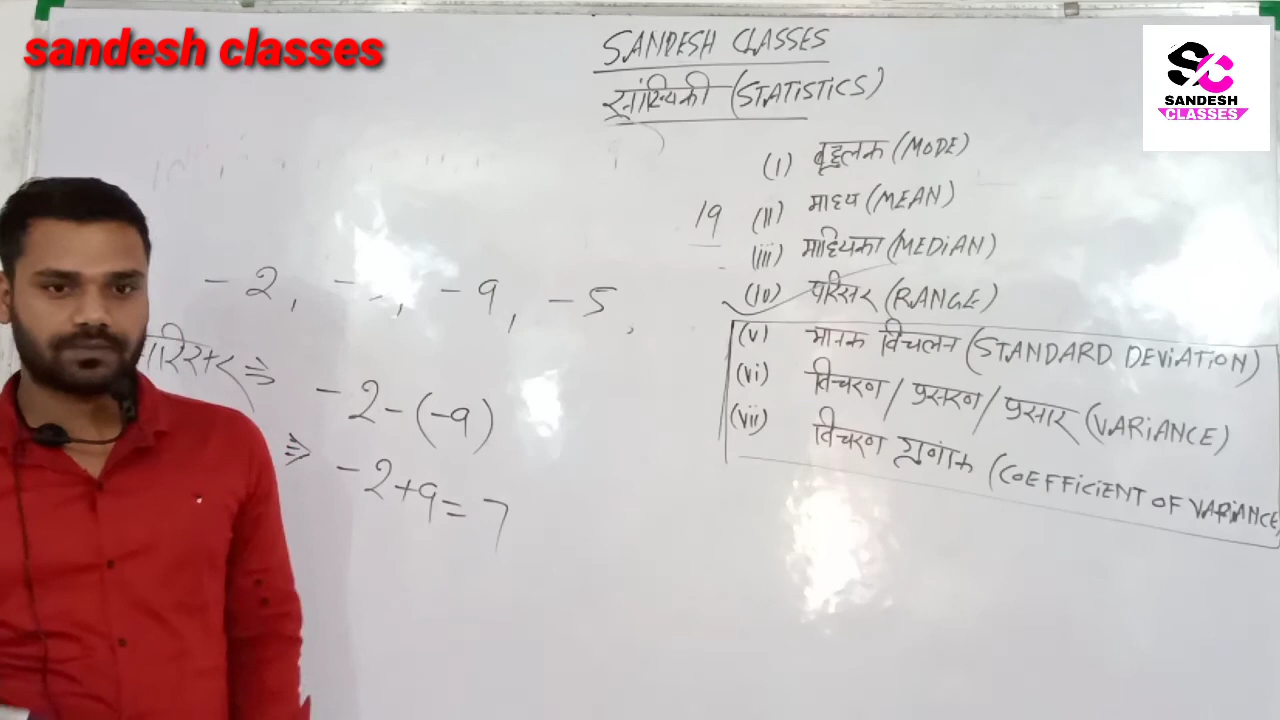 sandesh classes
SANDESH CLASSES
SC
SANDESH
CLASSES
सांख्यिकी (STATiSTiCS)
(i) बहुलक (MODE)
19 (ii) माध्य (MEAN)
(iii) माध्यिका (MEDiAN)
(iv) परिसर (RANGE)
(v) मानक विचलन (STANDARD DEViATiON)
(vi) विचरण / प्रसरण / प्रसार (VARiANCE)
(vii) विचरण गुणांक (COEFFiCiENT OF VARiANCE
-2, -9, -5,
परिसर ⇒ -2-(-9)
⇒ -2+9=7